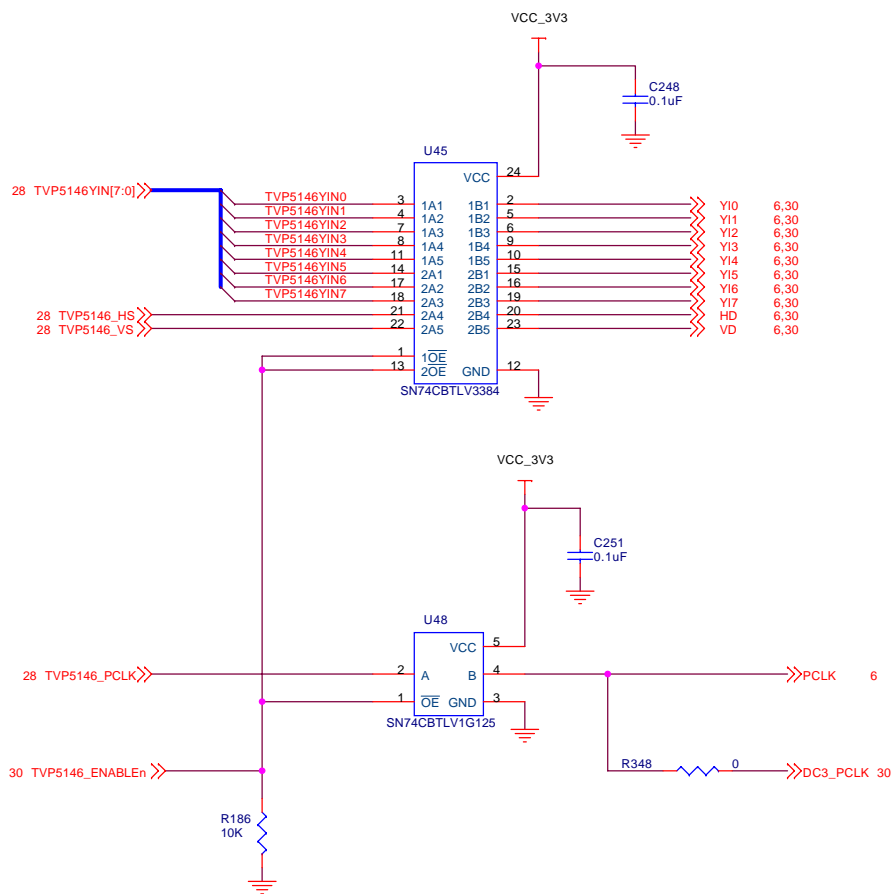 VCC_3V3
C248
0.1uF
U45
VCC 24
28 TVP5146YIN[7:0]
TVP5146YIN0 3 1A1 1B1 2 YI0 6,30
TVP5146YIN1 4 1A2 1B2 5 YI1 6,30
TVP5146YIN2 7 1A3 1B3 6 YI2 6,30
TVP5146YIN3 8 1A4 1B4 9 YI3 6,30
TVP5146YIN4 11 1A5 1B5 10 YI4 6,30
TVP5146YIN5 14 2A1 2B1 15 YI5 6,30
TVP5146YIN6 17 2A2 2B2 16 YI6 6,30
TVP5146YIN7 18 2A3 2B3 19 YI7 6,30
28 TVP5146_HS 21 2A4 2B4 20 HD 6,30
28 TVP5146_VS 22 2A5 2B5 23 VD 6,30
1 1OE
13 2OE GND 12
SN74CBTLV3384
VCC_3V3
C251
0.1uF
U48
VCC 5
28 TVP5146_PCLK 2 A B 4 PCLK 6
1 OE GND 3
SN74CBTLV1G125
30 TVP5146_ENABLEn R348 0 DC3_PCLK 30
R186
10K